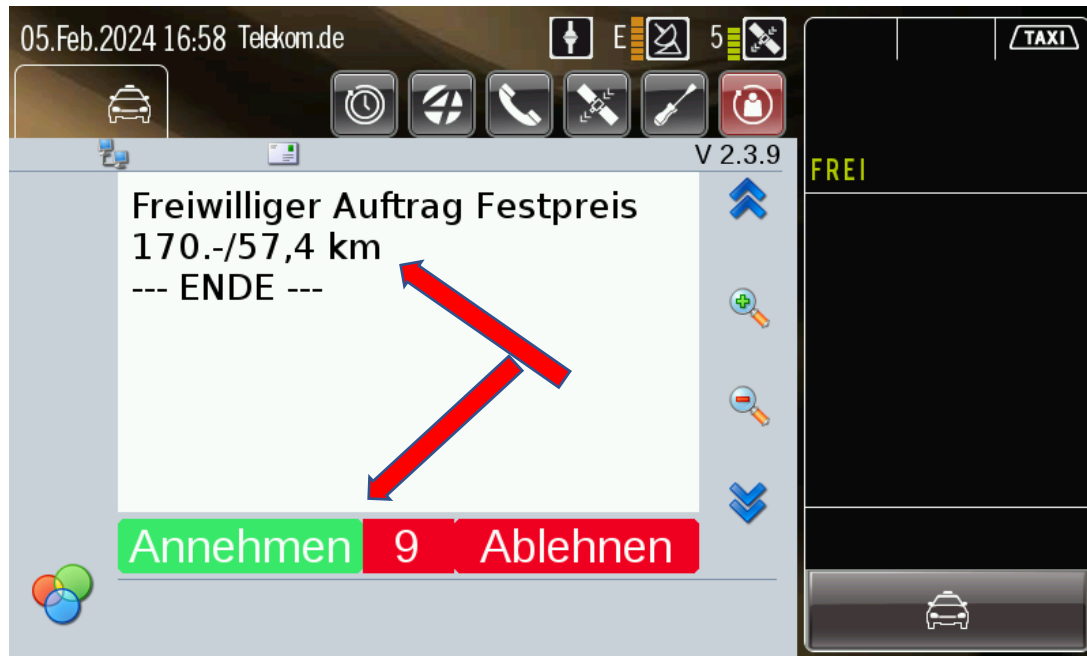 05.Feb.2024 16:58 Telekom.de E 5
TAXI
V 2.3.9
FREI
Freiwilliger Auftrag Festpreis
170.-/57,4 km
--- ENDE ---
Annehmen 9 Ablehnen